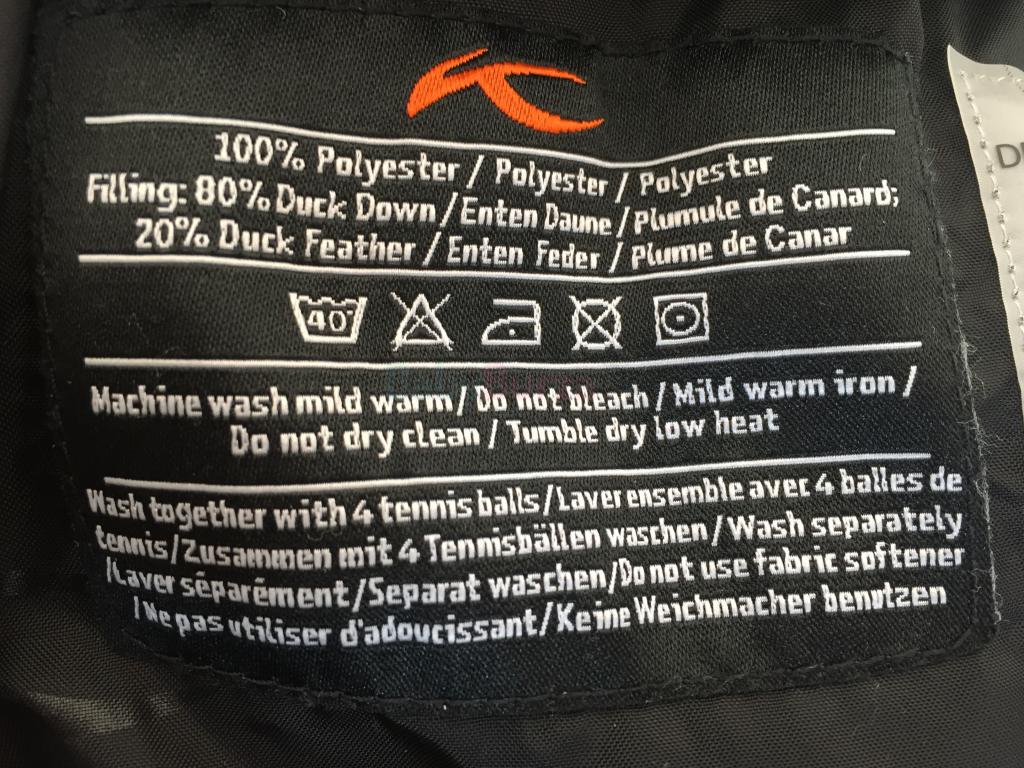 100% Polyester / Polyester / Polyester
Filling: 80% Duck Down / Enten Daune / Plumule de Canard;
20% Duck Feather / Enten Feder / Plume de Canar
40
Machine wash mild warm / Do not bleach / Mild warm iron /
Do not dry clean / Tumble dry low heat
Wash together with 4 tennis balls/Laver ensemble avec 4 balles de
tennis/Zusammen mit 4 Tennisbällen waschen/Wash separately
/Laver séparément/Separat waschen/Do not use fabric softener
/Ne pas utiliser d'adoucissant/Keine Weichmacher benutzen